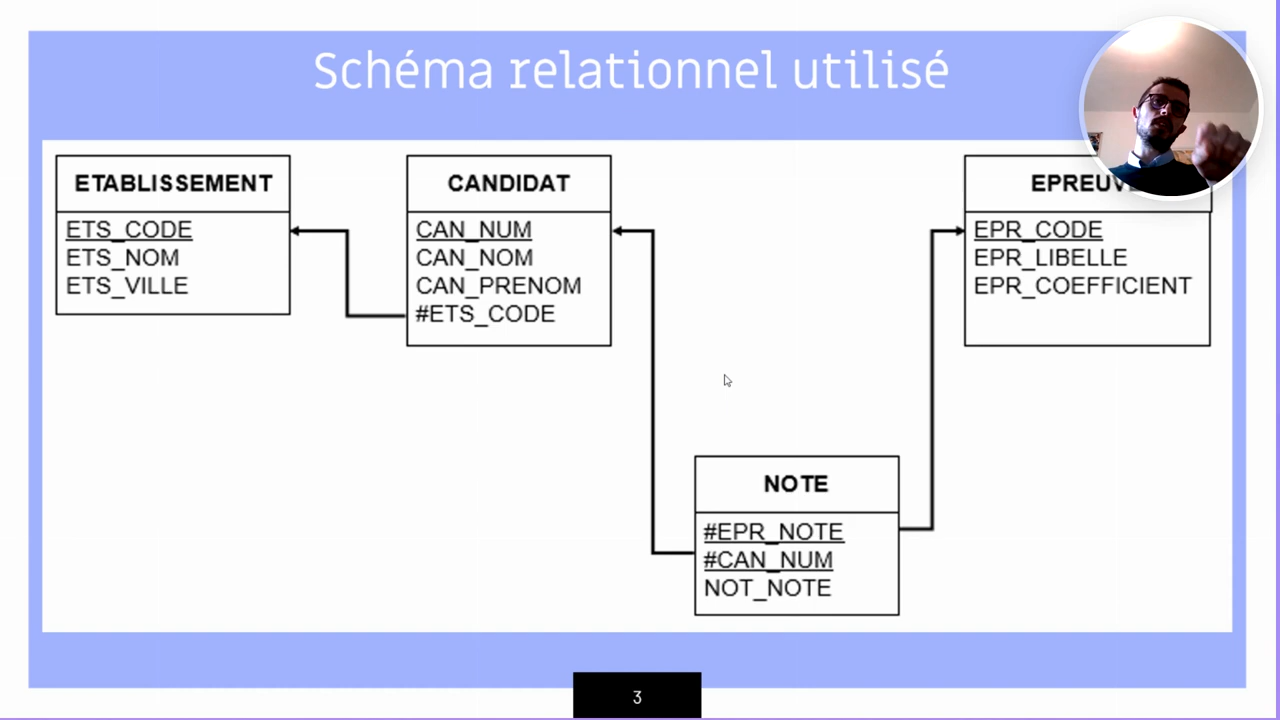 Schéma relationnel utilisé
ETABLISSEMENT
ETS_CODE
ETS_NOM
ETS_VILLE
CANDIDAT
CAN_NUM
CAN_NOM
CAN_PRENOM
#ETS_CODE
EPREUV
EPR_CODE
EPR_LIBELLE
EPR_COEFFICIENT
NOTE
#EPR_NOTE
#CAN_NUM
NOT_NOTE
3